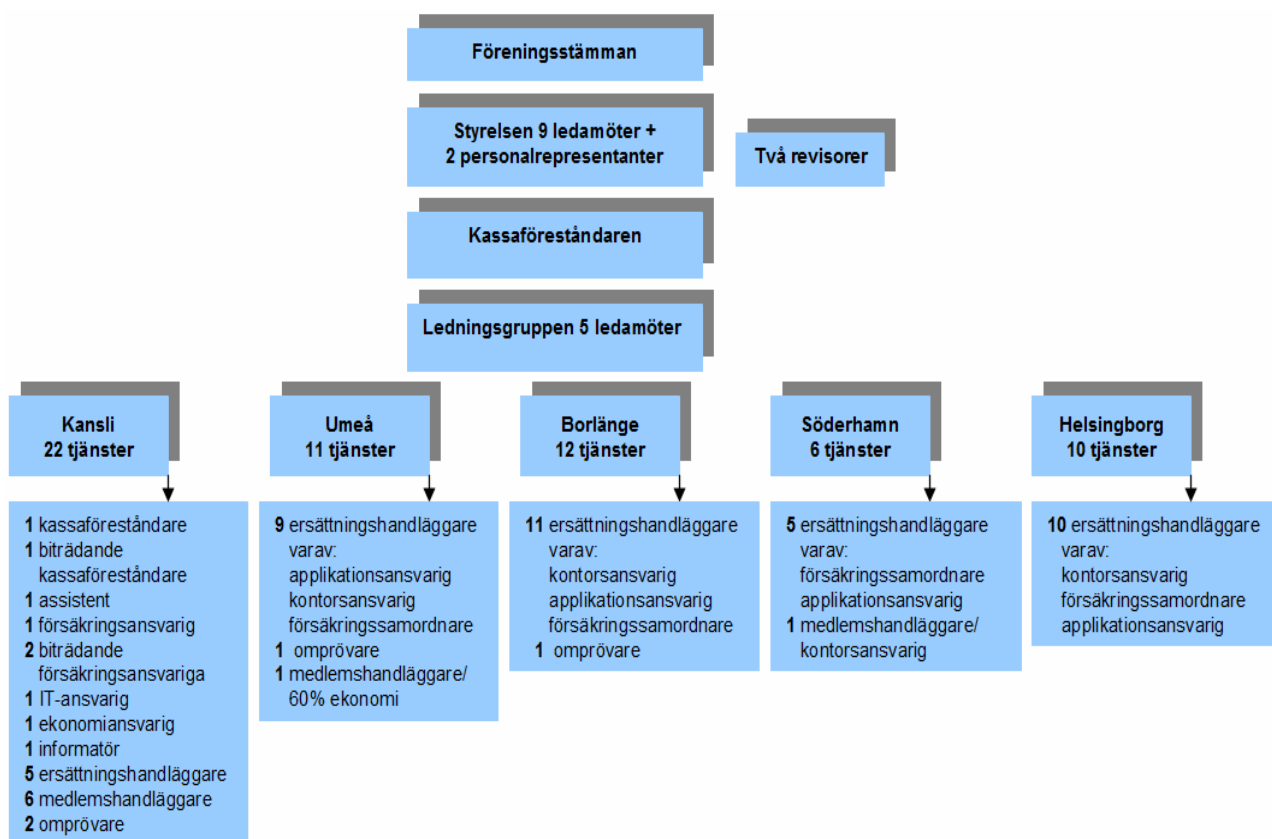 Föreningsstämman
Styrelsen 9 ledamöter +
2 personalrepresentanter
Två revisorer
Kassaföreståndaren
Ledningsgruppen 5 ledamöter
Kansli
22 tjänster
1 kassaföreståndare
1 biträdande
kassaföreståndare
1 assistent
1 försäkringsansvarig
2 biträdande
försäkringsansvariga
1 IT-ansvarig
1 ekonomiansvarig
1 informatör
5 ersättningshandläggare
6 medlemshandläggare
2 omprövare
Umeå
11 tjänster
9 ersättningshandläggare
varav:
applikationsansvarig
kontorsansvarig
försäkringssamordnare
1 omprövare
1 medlemshandläggare/
60% ekonomi
Borlänge
12 tjänster
11 ersättningshandläggare
varav:
kontorsansvarig
applikationsansvarig
försäkringssamordnare
1 omprövare
Söderhamn
6 tjänster
5 ersättningshandläggare
varav:
försäkringssamordnare
applikationsansvarig
1 medlemshandläggare/
kontorsansvarig
Helsingborg
10 tjänster
10 ersättningshandläggare
varav:
kontorsansvarig
försäkringssamordnare
applikationsansvarig